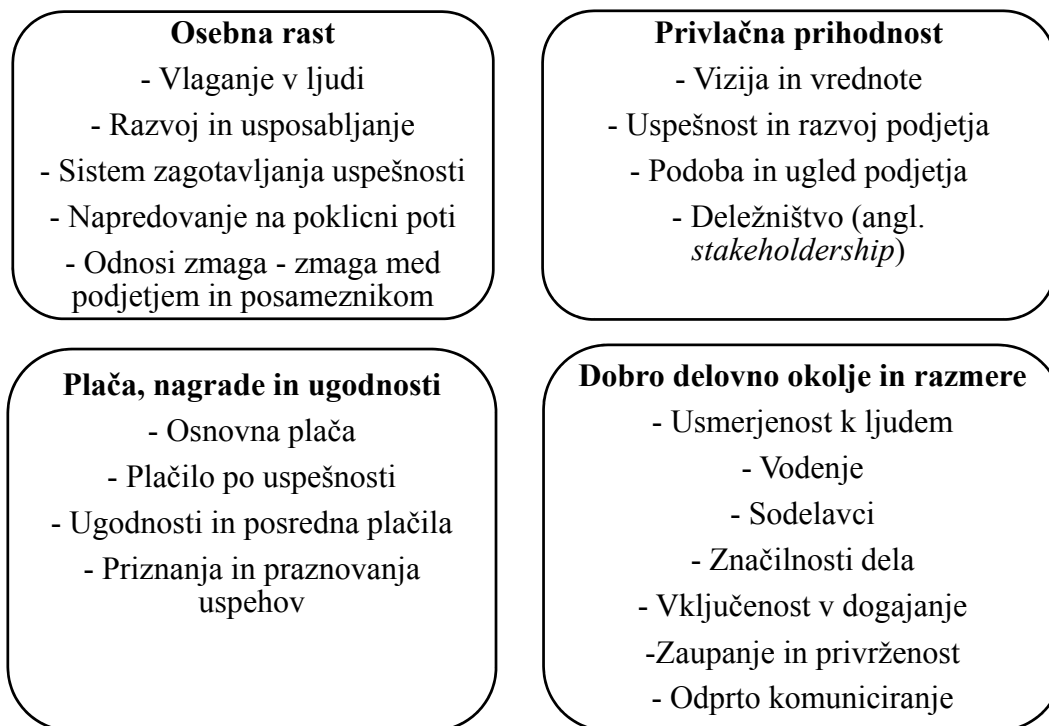 Osebna rast
- Vlaganje v ljudi
- Razvoj in usposabljanje
- Sistem zagotavljanja uspešnosti
- Napredovanje na poklicni poti
- Odnosi zmaga - zmaga med
podjetjem in posameznikom
Privlačna prihodnost
- Vizija in vrednote
- Uspešnost in razvoj podjetja
- Podoba in ugled podjetja
- Deležništvo (angl.
stakeholdership)
Plača, nagrade in ugodnosti
- Osnovna plača
- Plačilo po uspešnosti
- Ugodnosti in posredna plačila
- Priznanja in praznovanja
uspehov
Dobro delovno okolje in razmere
- Usmerjenost k ljudem
- Vodenje
- Sodelavci
- Značilnosti dela
- Vključenost v dogajanje
-Zaupanje in privrženost
- Odprto komuniciranje